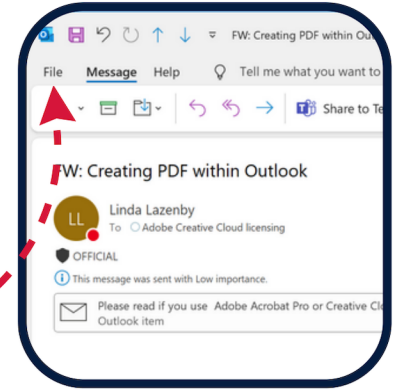 FW: Creating PDF within Ou
File Message Help Tell me what you want to
Share to Te
FW: Creating PDF within Outlook
LL
Linda Lazenby
To Adobe Creative Cloud licensing
OFFICIAL
This message was sent with Low importance.
Please read if you use Adobe Acrobat Pro or Creative Clo
Outlook item